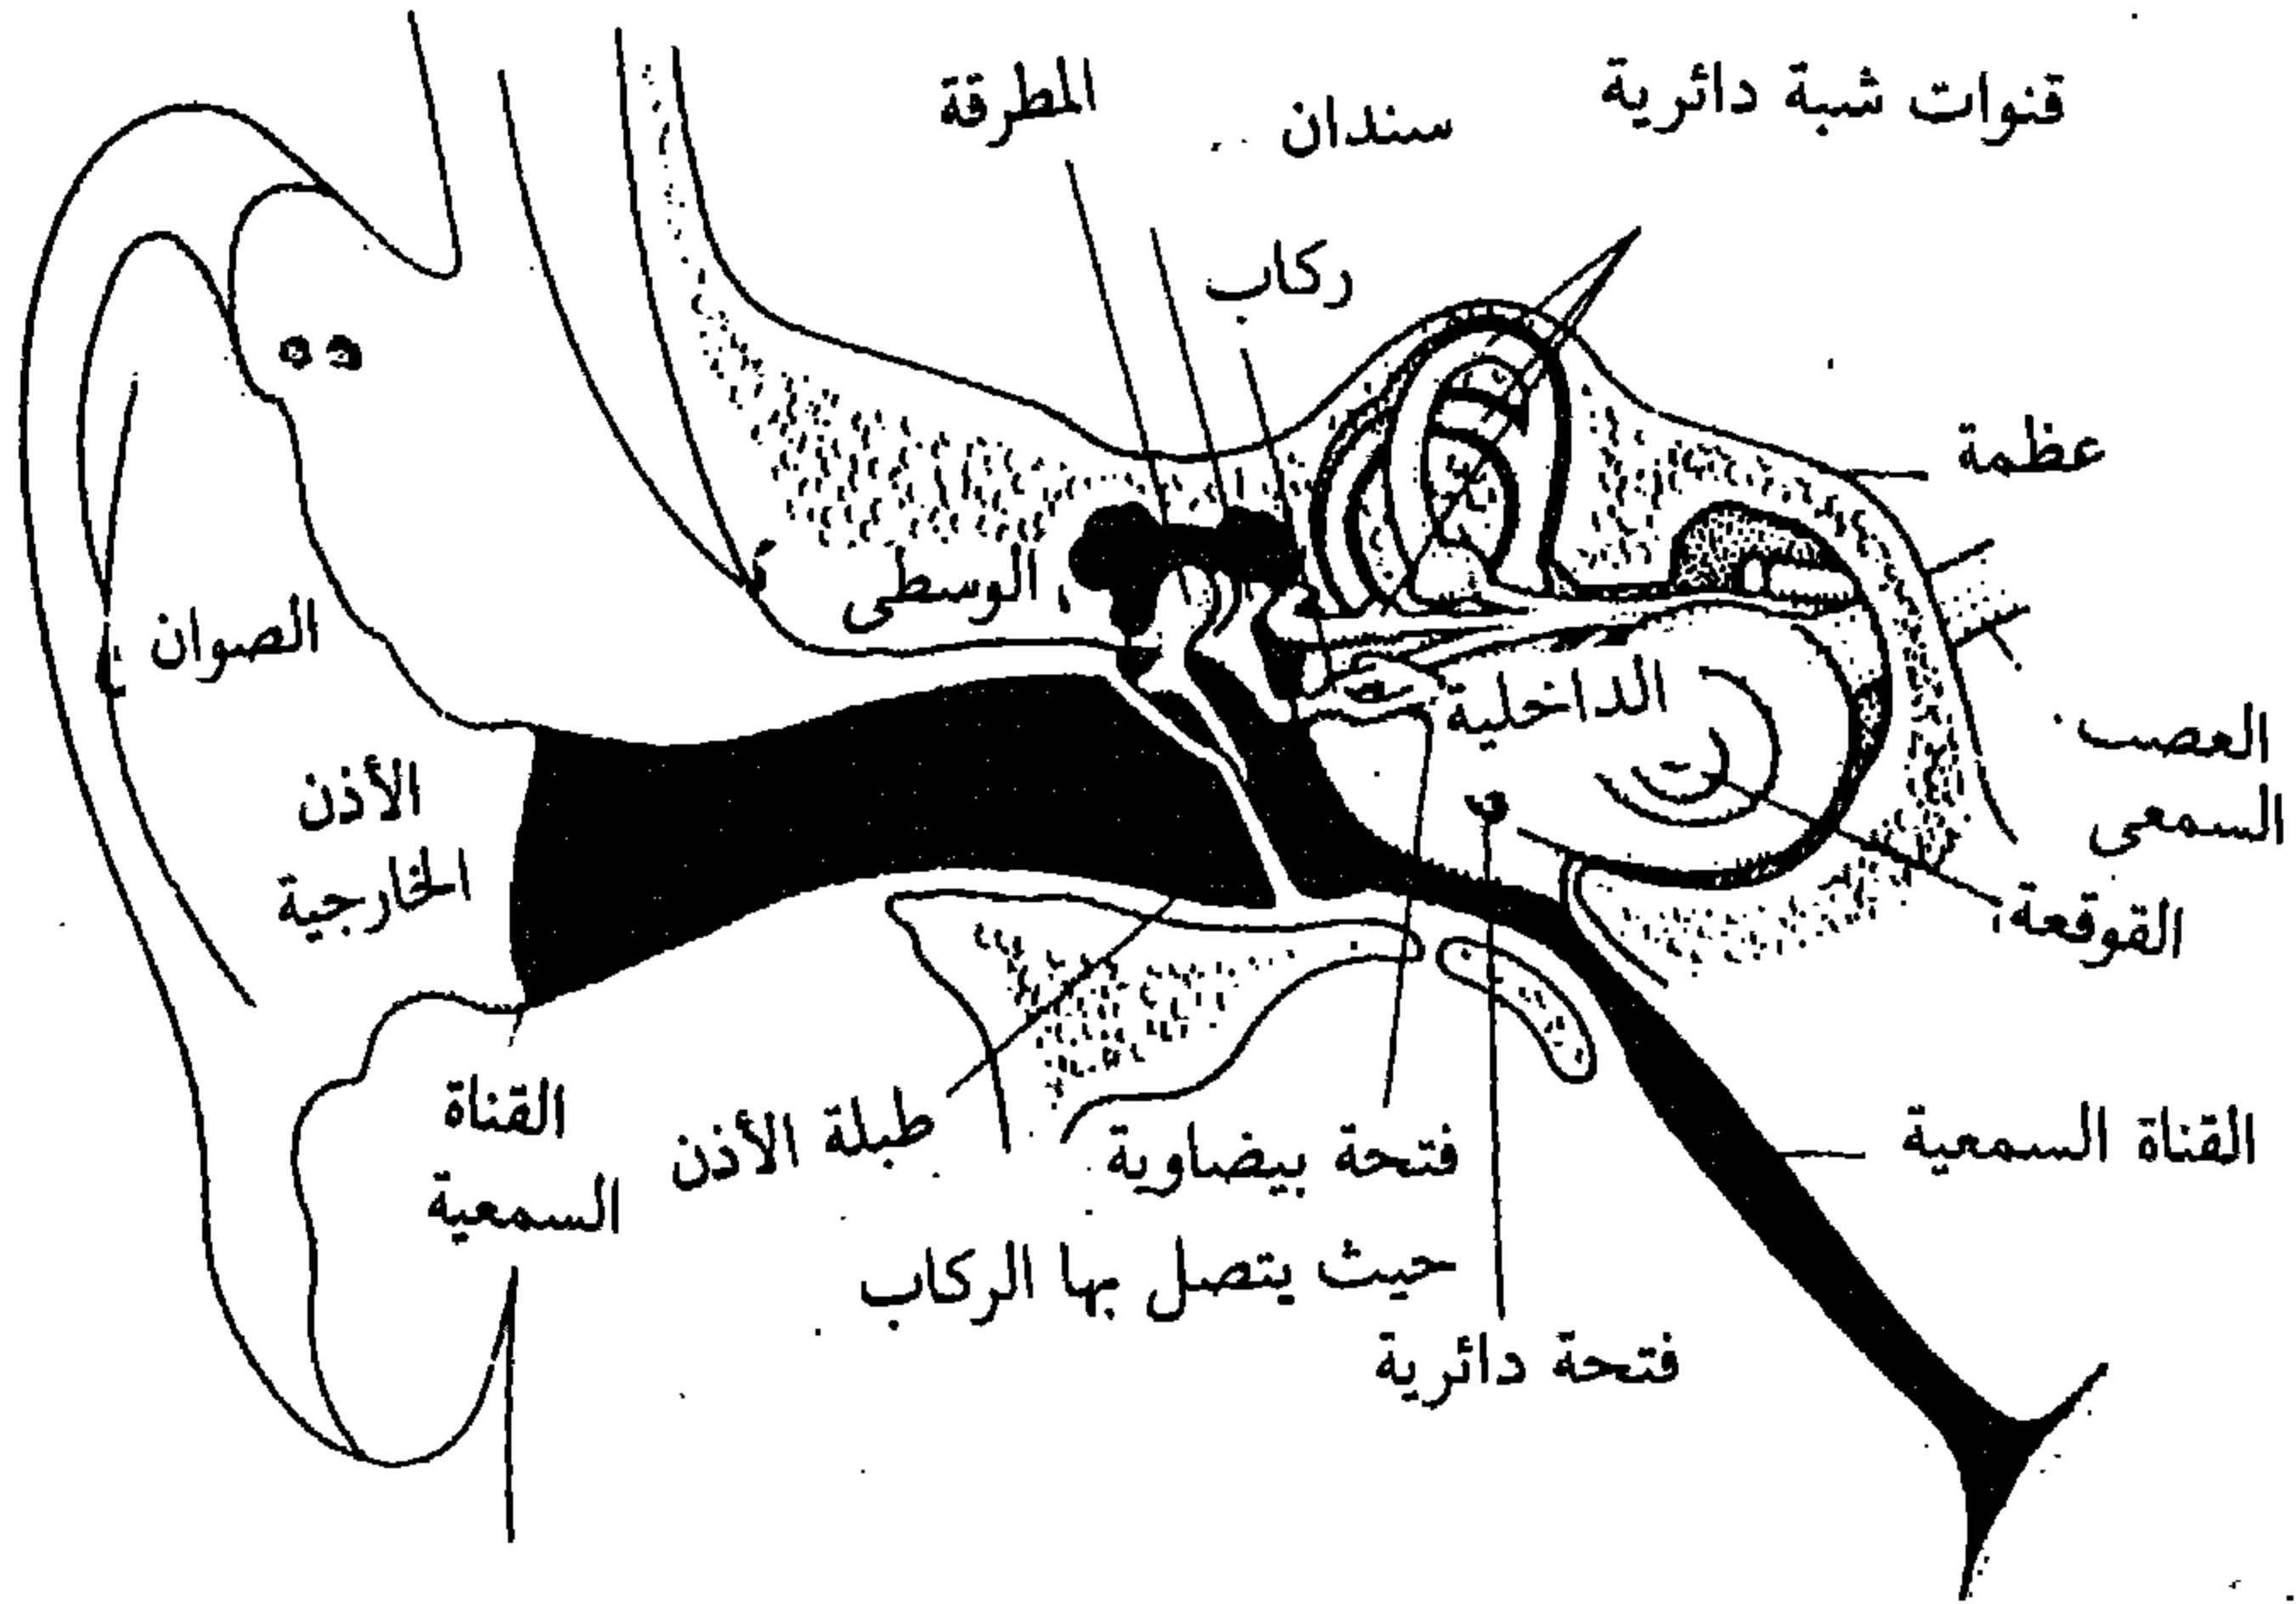 قنوات شبة دائرية
سندان
المطرقة
ركاب
عظمة
الوسطى
الصوان
الداخلية
العصب
السمعى
الأذن
الخارجية
القوقعة
القناة
السمعية
طبلة الأذن
فتحة بيضاوية
حيث يتصل بها الركاب
فتحة دائرية
القناة السمعية